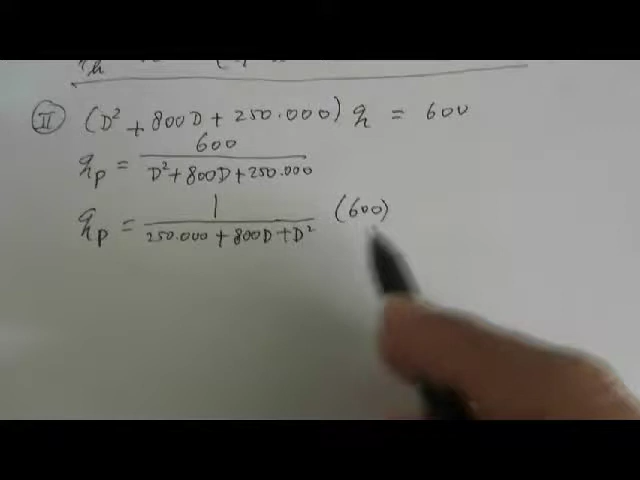 II (D² + 800D + 250.000) q = 600
qp = 600 / D² + 800D + 250.000
qp = 1 / 250.000 + 800D + D² (600)